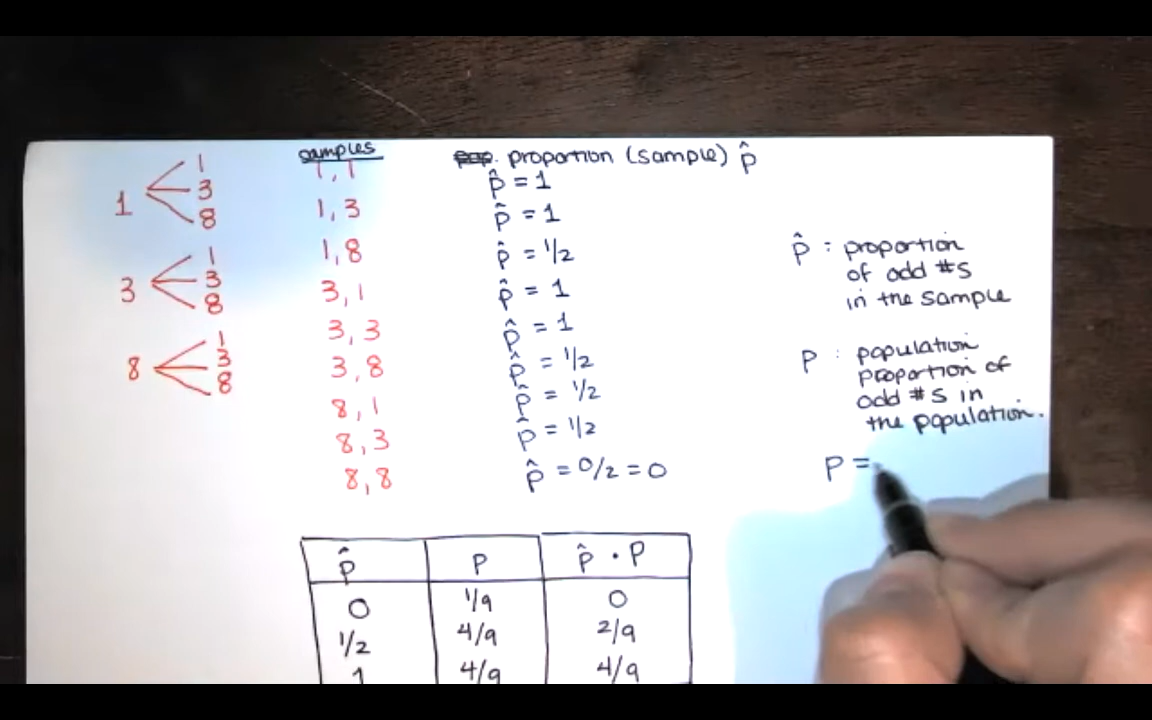 samples
pop. proportion (sample) p̂
1 1 3 8
3 1 3 8
8 1 3 8
1, 1 p̂ = 1
1, 3 p̂ = 1
1, 8 p̂ = 1/2
3, 1 p̂ = 1
3, 3 p̂ = 1
3, 8 p̂ = 1/2
8, 1 p̂ = 1/2
8, 3 p̂ = 1/2
8, 8 p̂ = 0/2 = 0
p̂ : proportion
of odd #s
in the sample
P : population
proportion of
odd #s in
the population.
P =
p̂ P p̂ · P
0 1/9 0
1/2 4/9 2/9
1 4/9 4/9